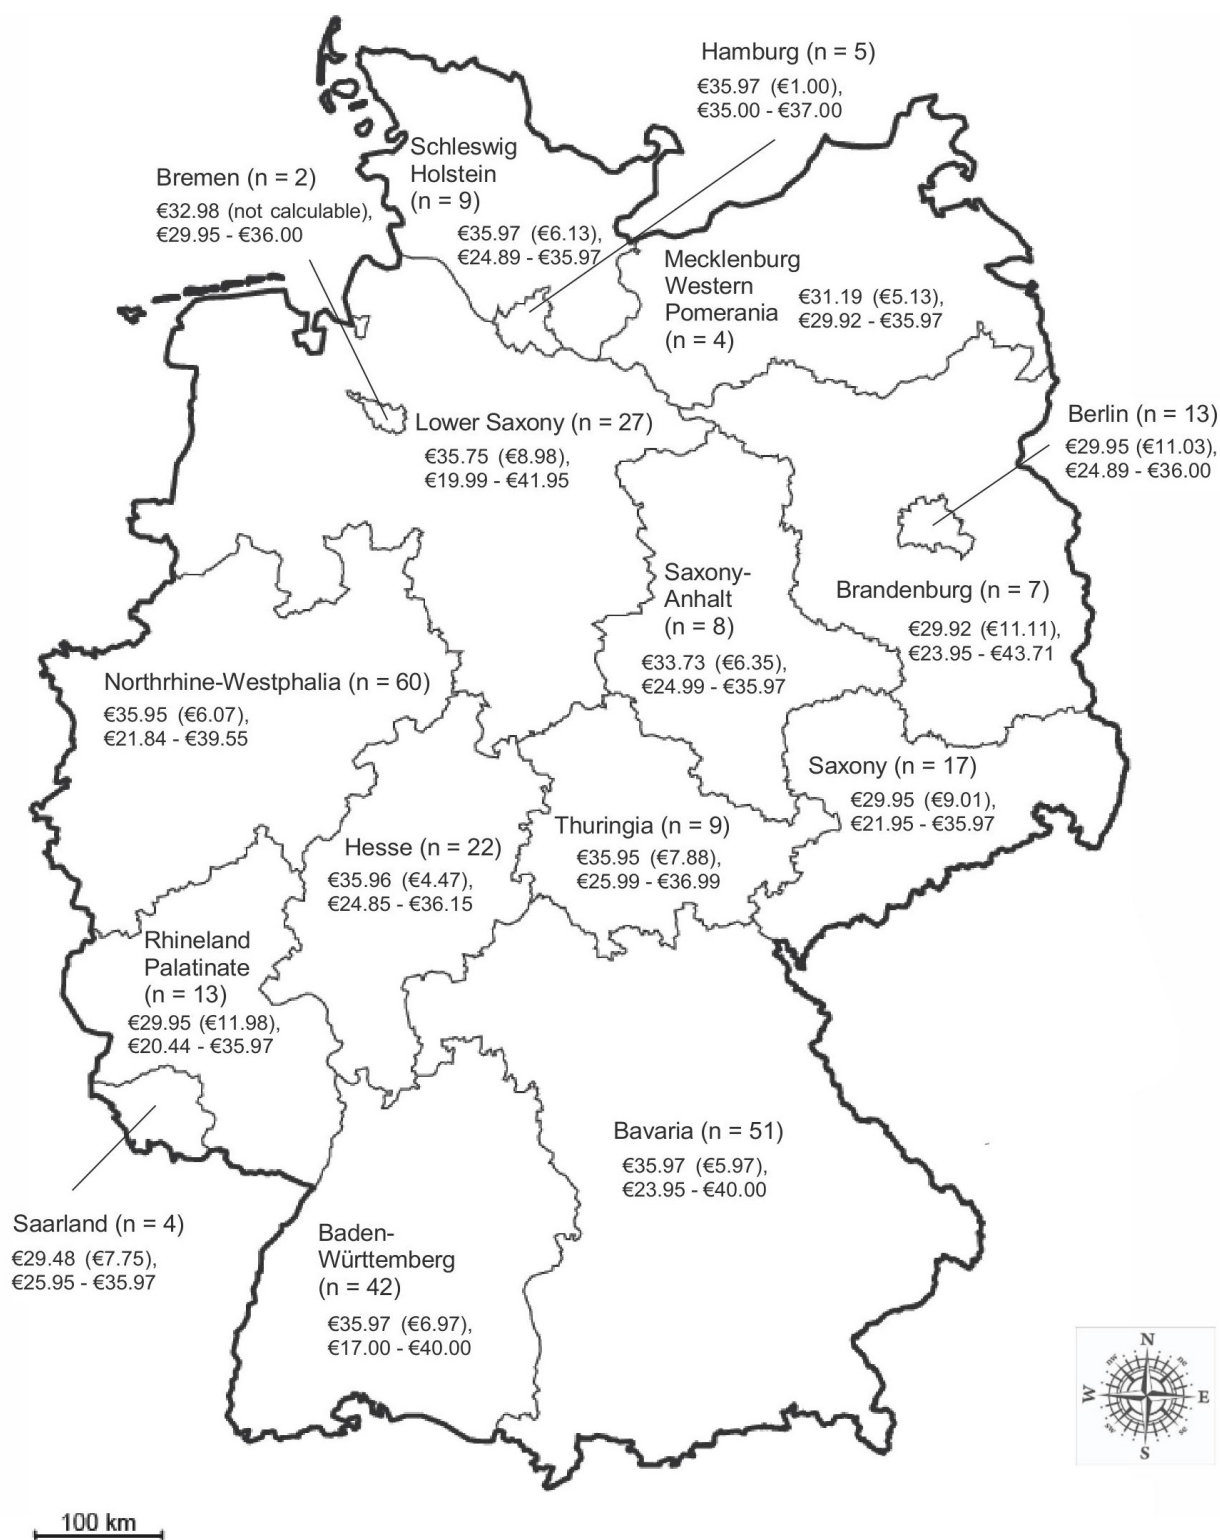 Hamburg (n = 5)
€35.97 (€1.00),
€35.00 - €37.00
Schleswig
Holstein
(n = 9)
€35.97 (€6.13),
€24.89 - €35.97
Bremen (n = 2)
€32.98 (not calculable),
€29.95 - €36.00
Mecklenburg
Western
Pomerania
(n = 4)
€31.19 (€5.13),
€29.92 - €35.97
Lower Saxony (n = 27)
€35.75 (€8.98),
€19.99 - €41.95
Berlin (n = 13)
€29.95 (€11.03),
€24.89 - €36.00
Saxony-
Anhalt
(n = 8)
€33.73 (€6.35),
€24.99 - €35.97
Brandenburg (n = 7)
€29.92 (€11.11),
€23.95 - €43.71
Northrhine-Westphalia (n = 60)
€35.95 (€6.07),
€21.84 - €39.55
Saxony (n = 17)
€29.95 (€9.01),
€21.95 - €35.97
Thuringia (n = 9)
€35.95 (€7.88),
€25.99 - €36.99
Hesse (n = 22)
€35.96 (€4.47),
€24.85 - €36.15
Rhineland
Palatinate
(n = 13)
€29.95 (€11.98),
€20.44 - €35.97
Bavaria (n = 51)
€35.97 (€5.97),
€23.95 - €40.00
Saarland (n = 4)
€29.48 (€7.75),
€25.95 - €35.97
Baden-
Württemberg
(n = 42)
€35.97 (€6.97),
€17.00 - €40.00
N
nw
ne
W
E
sw
se
S
100 km